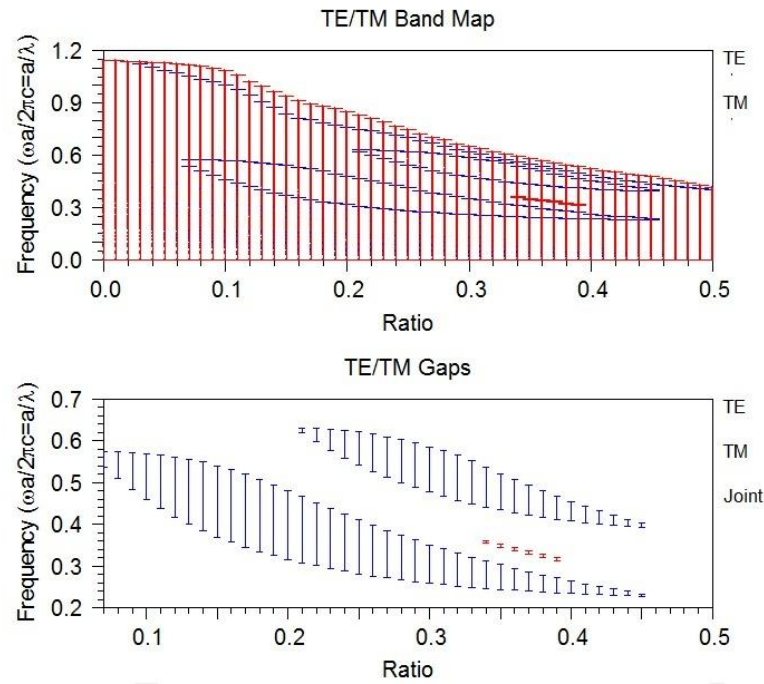 TE/TM Band Map
Frequency (ωa/2πc=a/λ)
1.2
0.9
0.6
0.3
0.0
0.0 0.1 0.2 0.3 0.4 0.5
Ratio
TE
TM
TE/TM Gaps
Frequency (ωa/2πc=a/λ)
0.7
0.6
0.5
0.4
0.3
0.2
0.1 0.2 0.3 0.4 0.5
Ratio
TE
TM
Joint